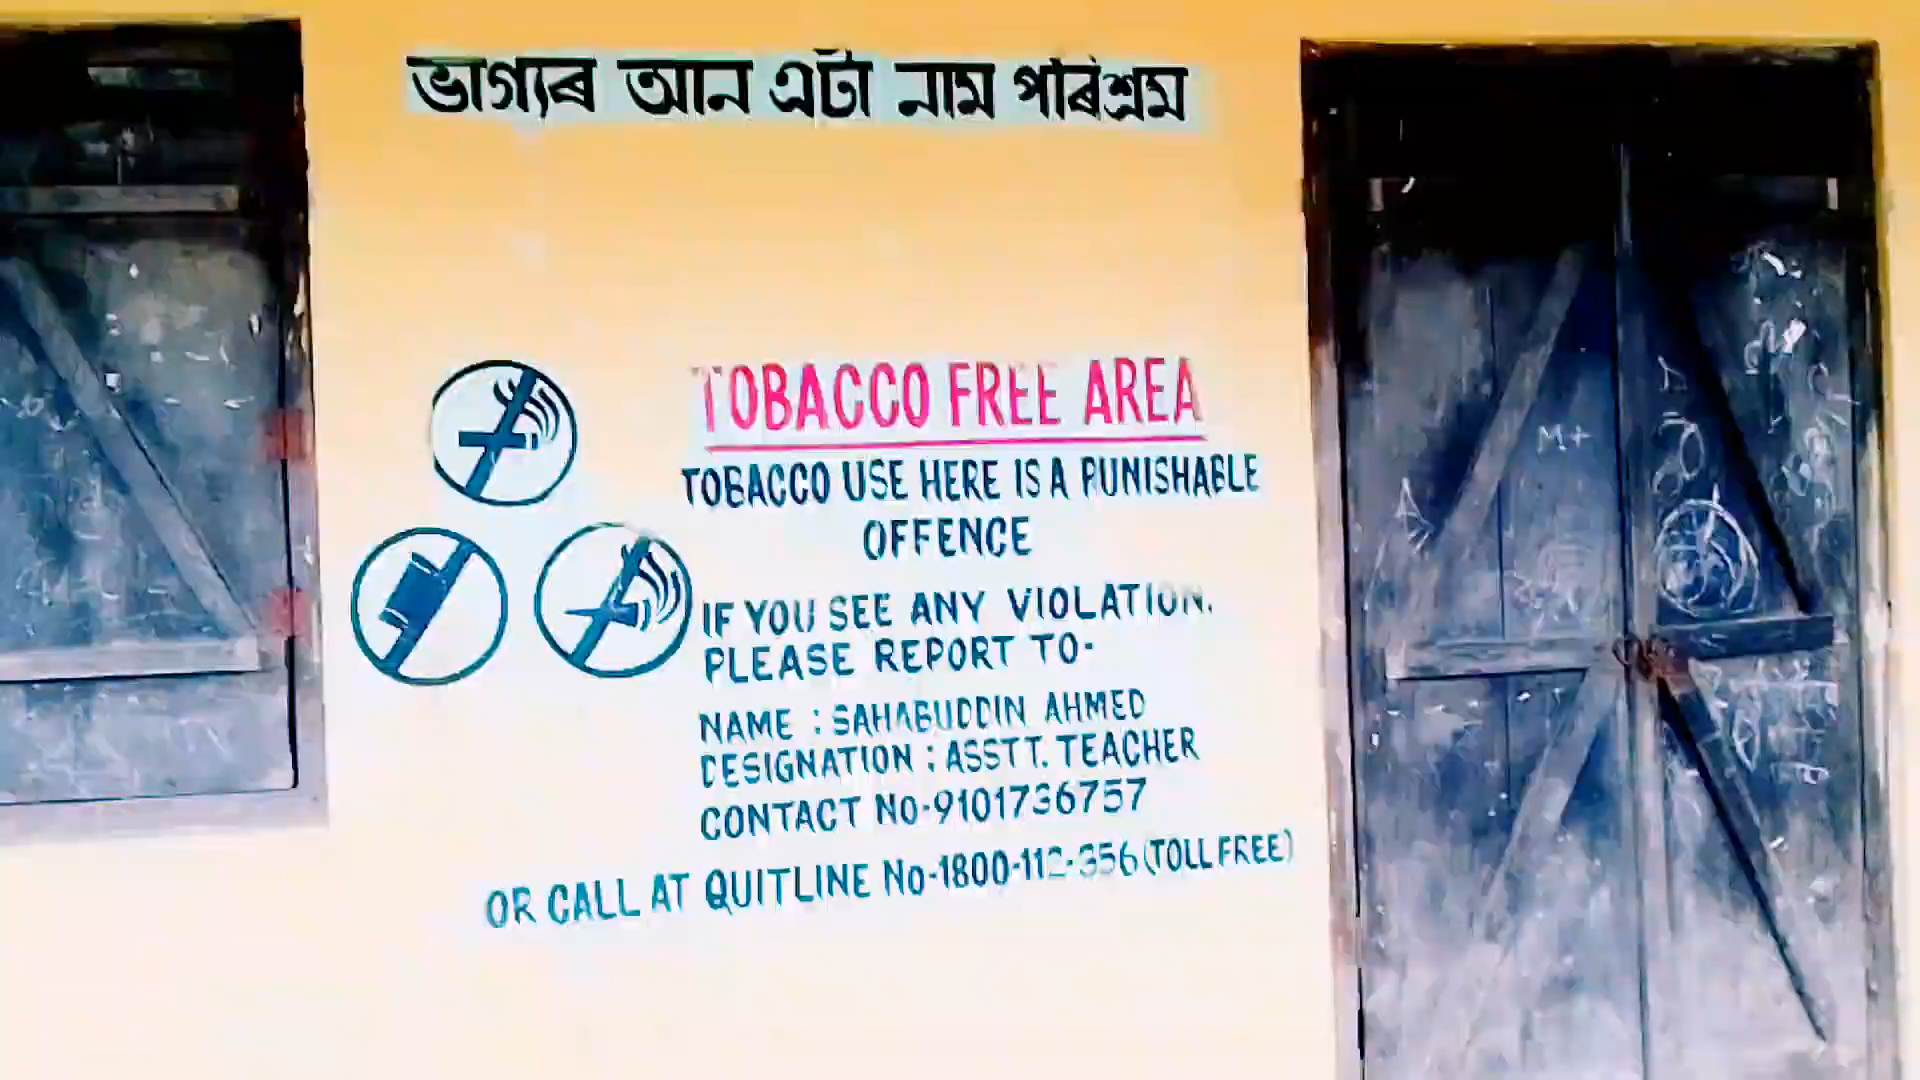 ভাগ্যৰ আন এটা নাম পৰিশ্ৰম
TOBACCO FREE AREA
TOBACCO USE HERE IS A PUNISHABLE
OFFENCE
IF YOU SEE ANY VIOLATION.
PLEASE REPORT TO-
NAME : SAHABUDDIN AHMED
DESIGNATION : ASSTT. TEACHER
CONTACT No-9101736757
OR CALL AT QUITLINE No-1800-112-356 (TOLL FREE)
M+